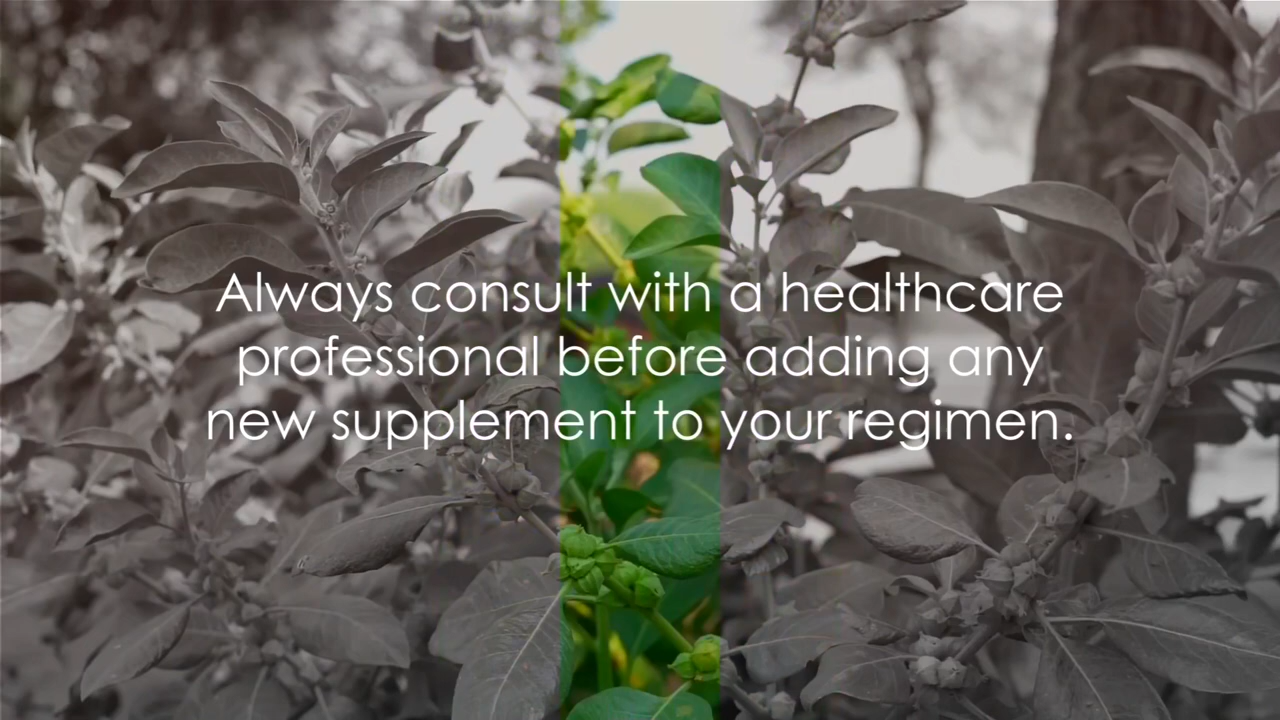 Always consult with a healthcare
professional before adding any
new supplement to your regimen.